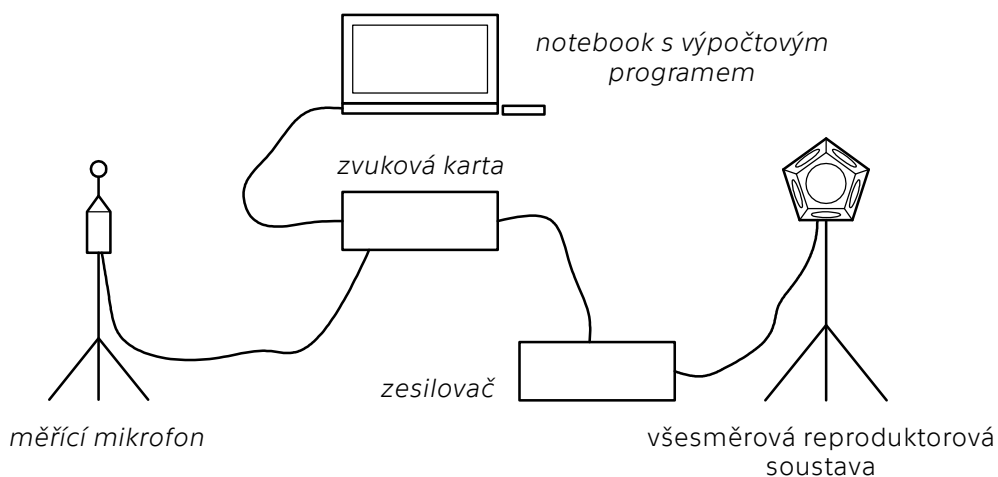 notebook s výpočtovým
programem
zvuková karta
zesilovač
měřící mikrofon
všesměrová reproduktorová
soustava